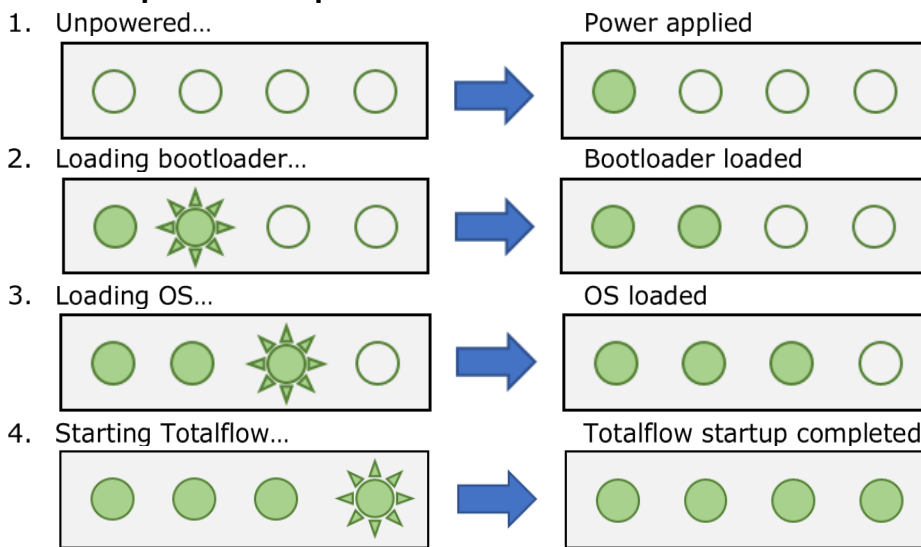 1. Unpowered… Power applied
2. Loading bootloader… Bootloader loaded
3. Loading OS… OS loaded
4. Starting Totalflow… Totalflow startup completed